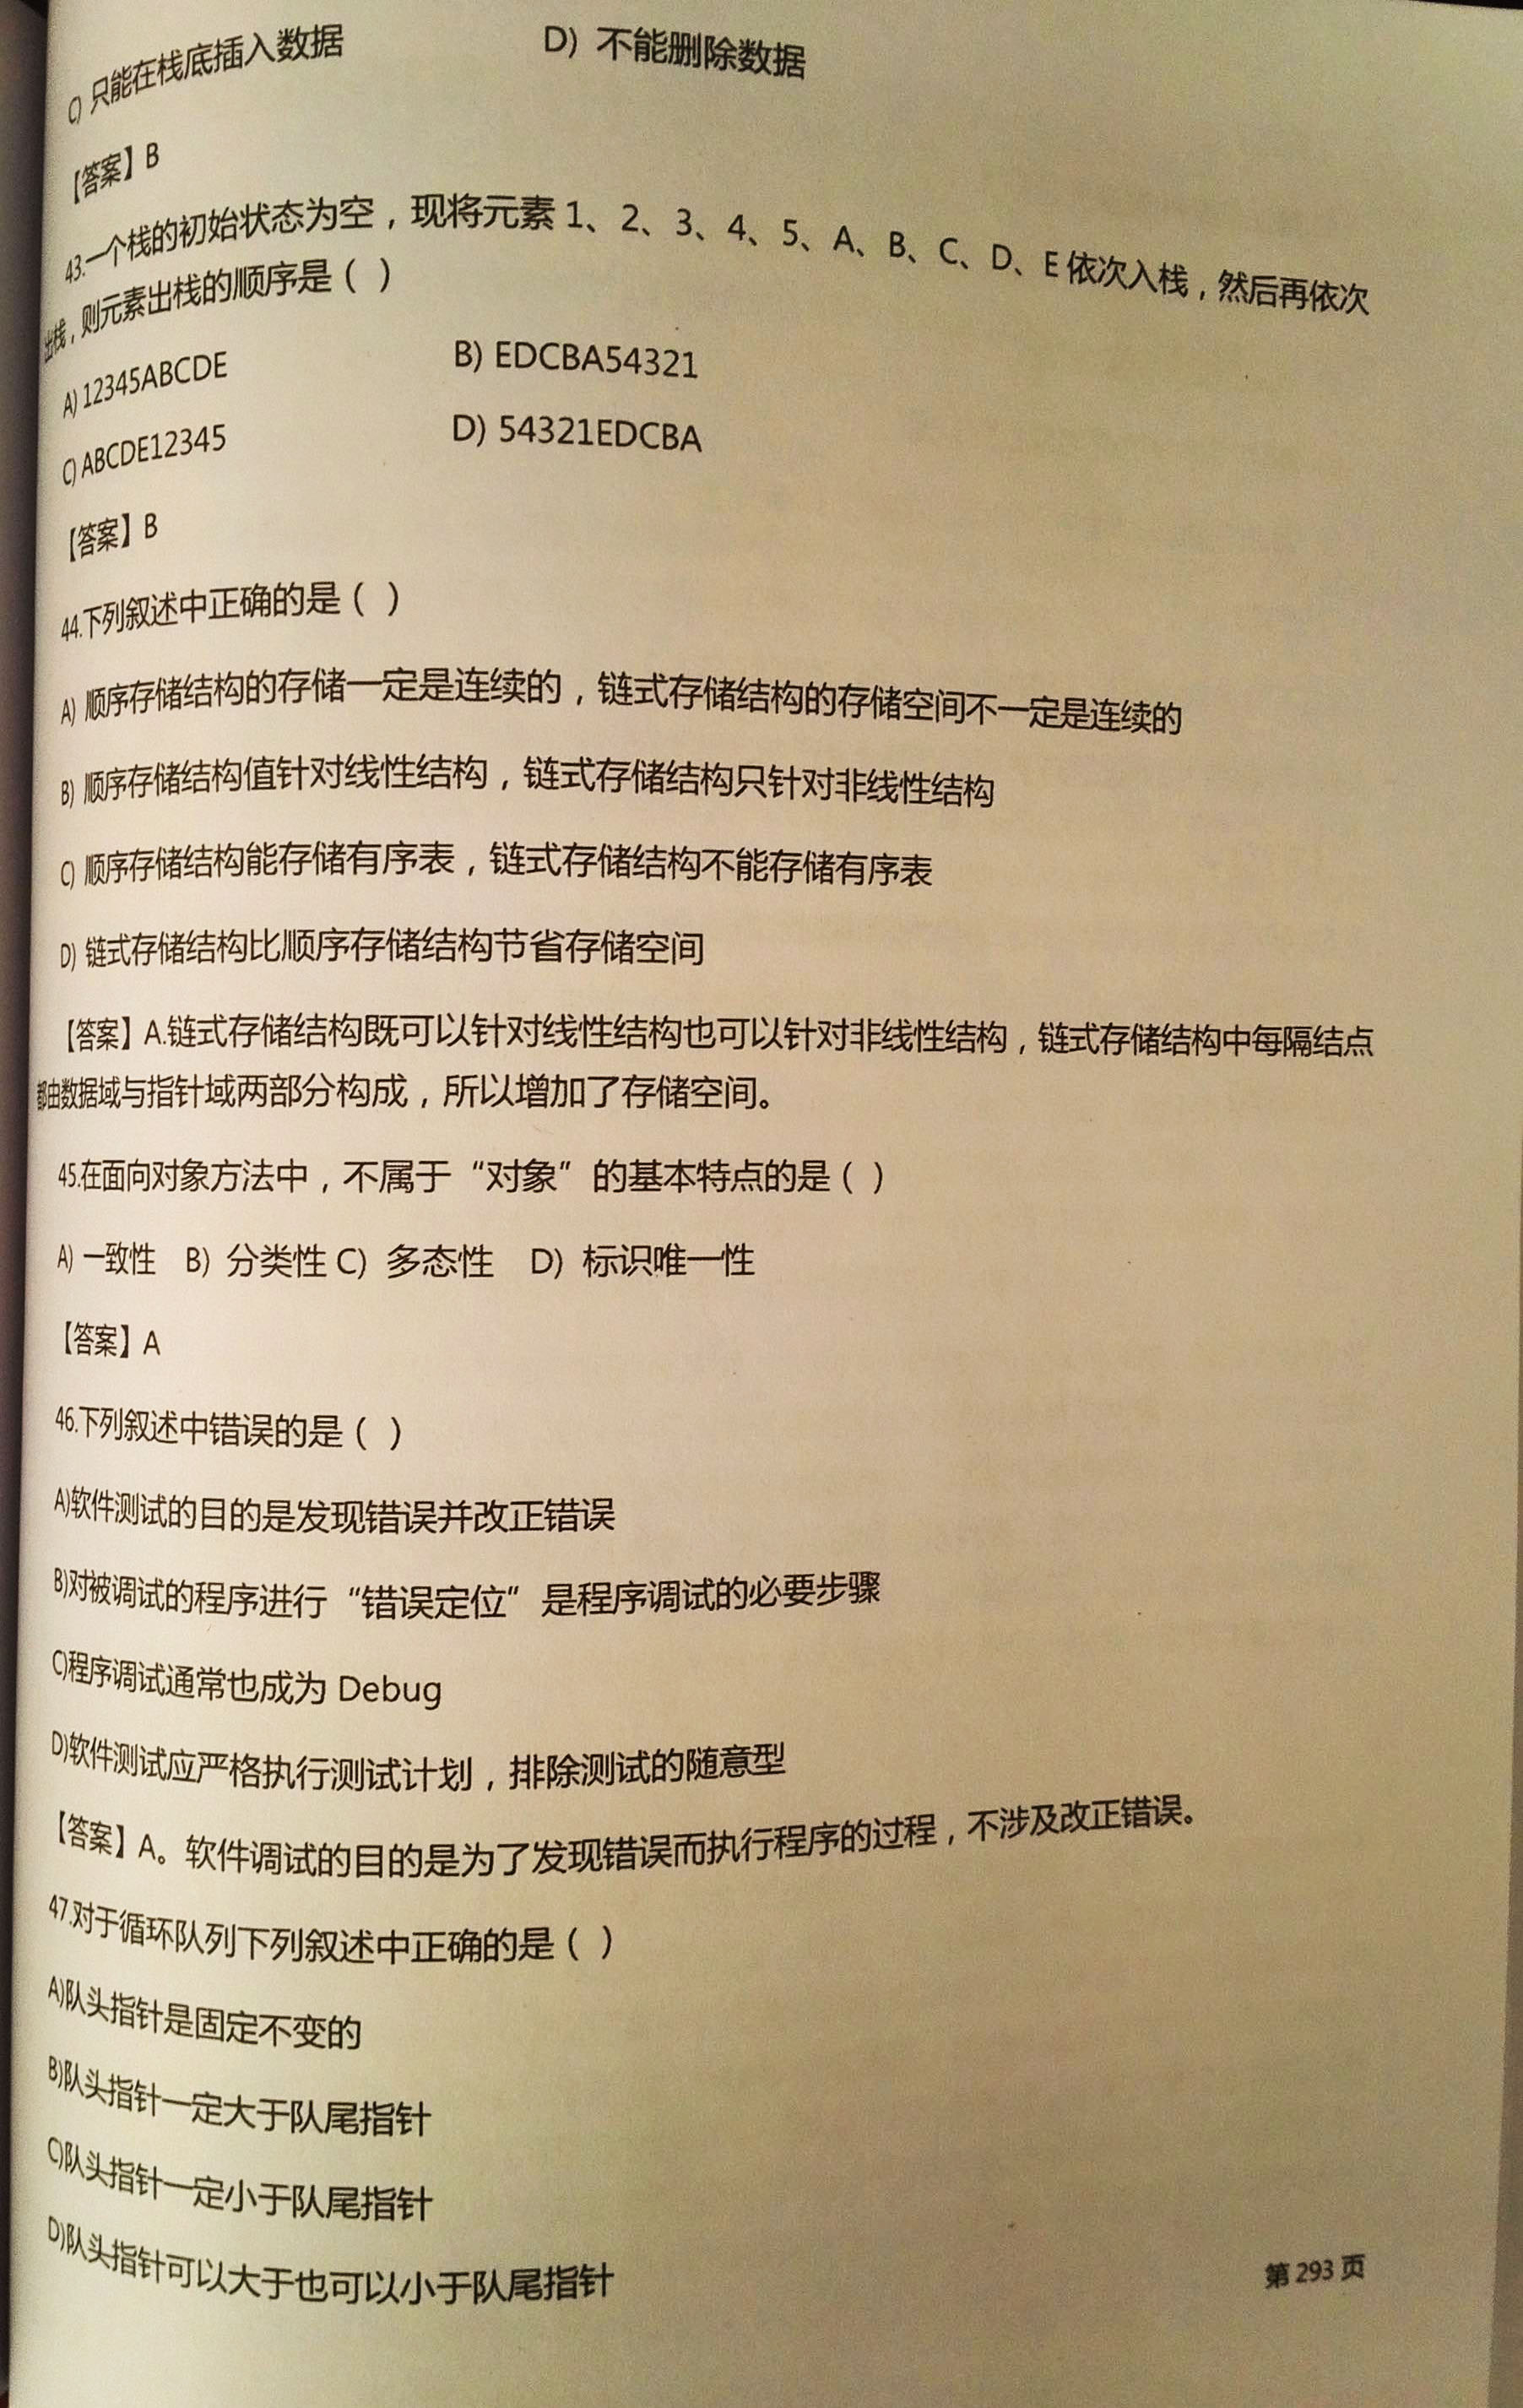 C) 只能在栈底插入数据 D) 不能删除数据
【答案】B
43.一个栈的初始状态为空，现将元素 1、2、3、4、5、A、B、C、D、E 依次入栈，然后再依次
出栈，则元素出栈的顺序是（ ）
A) 12345ABCDE B) EDCBA54321
C) ABCDE12345 D) 54321EDCBA
【答案】B
44.下列叙述中正确的是（ ）
A) 顺序存储结构的存储一定是连续的，链式存储结构的存储空间不一定是连续的
B) 顺序存储结构值针对线性结构，链式存储结构只针对非线性结构
C) 顺序存储结构能存储有序表，链式存储结构不能存储有序表
D) 链式存储结构比顺序存储结构节省存储空间
【答案】A.链式存储结构既可以针对线性结构也可以针对非线性结构，链式存储结构中每隔结点
都由数据域与指针域两部分构成，所以增加了存储空间。
45.在面向对象方法中，不属于“对象”的基本特点的是（ ）
A) 一致性 B) 分类性 C) 多态性 D) 标识唯一性
【答案】A
46.下列叙述中错误的是（ ）
A)软件测试的目的是发现错误并改正错误
B)对被调试的程序进行“错误定位”是程序调试的必要步骤
C)程序调试通常也成为 Debug
D)软件测试应严格执行测试计划，排除测试的随意型
【答案】A。软件调试的目的是为了发现错误而执行程序的过程，不涉及改正错误。
47.对于循环队列下列叙述中正确的是（ ）
A)队头指针是固定不变的
B)队头指针一定大于队尾指针
C)队头指针一定小于队尾指针
D)队头指针可以大于也可以小于队尾指针
第 293 页